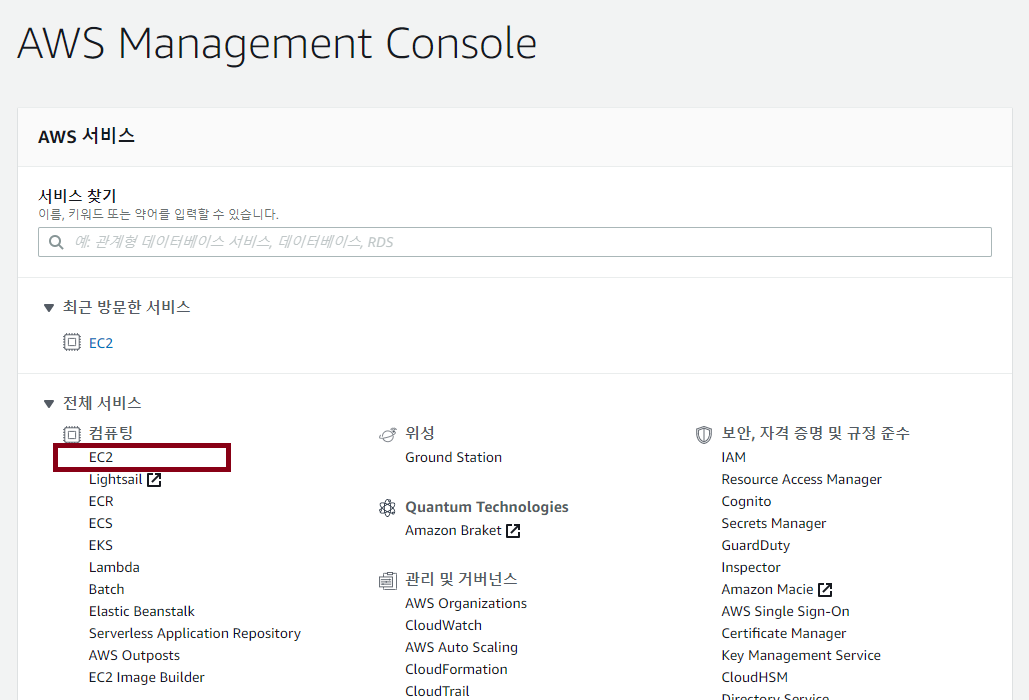 AWS Management Console
AWS 서비스
서비스 찾기
이름, 키워드 또는 약어를 입력할 수 있습니다.
예: 관계형 데이터베이스 서비스, 데이터베이스, RDS
최근 방문한 서비스
EC2
전체 서비스
컴퓨팅
EC2
Lightsail
ECR
ECS
EKS
Lambda
Batch
Elastic Beanstalk
Serverless Application Repository
AWS Outposts
EC2 Image Builder
위성
Ground Station
Quantum Technologies
Amazon Braket
관리 및 거버넌스
AWS Organizations
CloudWatch
AWS Auto Scaling
CloudFormation
CloudTrail
보안, 자격 증명 및 규정 준수
IAM
Resource Access Manager
Cognito
Secrets Manager
GuardDuty
Inspector
Amazon Macie
AWS Single Sign-On
Certificate Manager
Key Management Service
CloudHSM
Directory Service